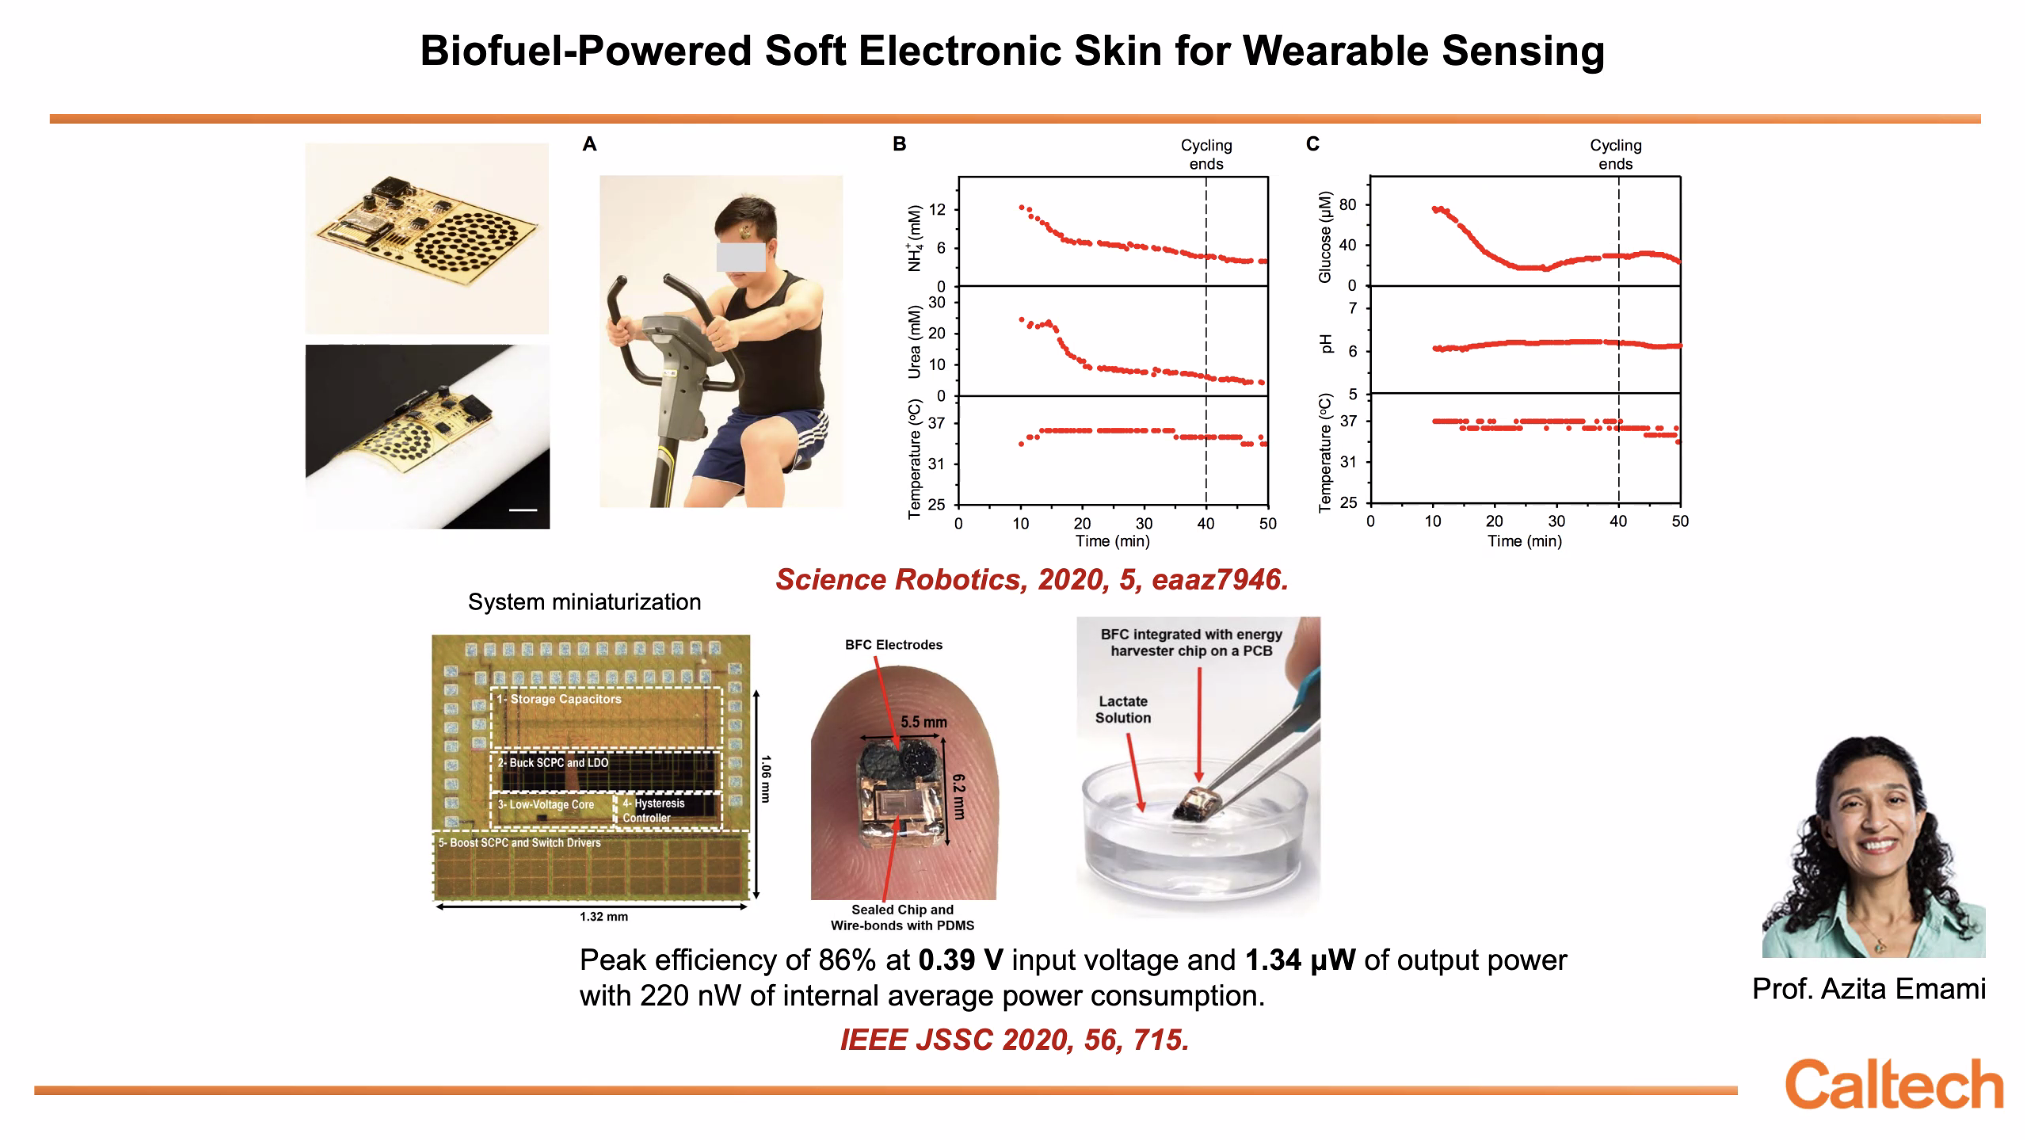 Biofuel-Powered Soft Electronic Skin for Wearable Sensing
A
B
Cycling
ends
NH₄⁺ (mM)
12
6
0
Urea (mM)
30
20
10
0
Temperature (ºC)
37
31
25
0 10 20 30 40 50
Time (min)
C
Cycling
ends
Glucose (µM)
80
40
0
pH
7
6
5
Temperature (ºC)
37
31
25
0 10 20 30 40 50
Time (min)
Science Robotics, 2020, 5, eaaz7946.
System miniaturization
1- Storage Capacitors
2- Buck SCPC and LDO
3- Low-Voltage Core
4- Hysteresis
Controller
5- Boost SCPC and Switch Drivers
1.06 mm
1.32 mm
BFC Electrodes
5.5 mm
6.2 mm
Sealed Chip and
Wire-bonds with PDMS
BFC integrated with energy
harvester chip on a PCB
Lactate
Solution
Peak efficiency of 86% at 0.39 V input voltage and 1.34 µW of output power
with 220 nW of internal average power consumption.
IEEE JSSC 2020, 56, 715.
Prof. Azita Emami
Caltech